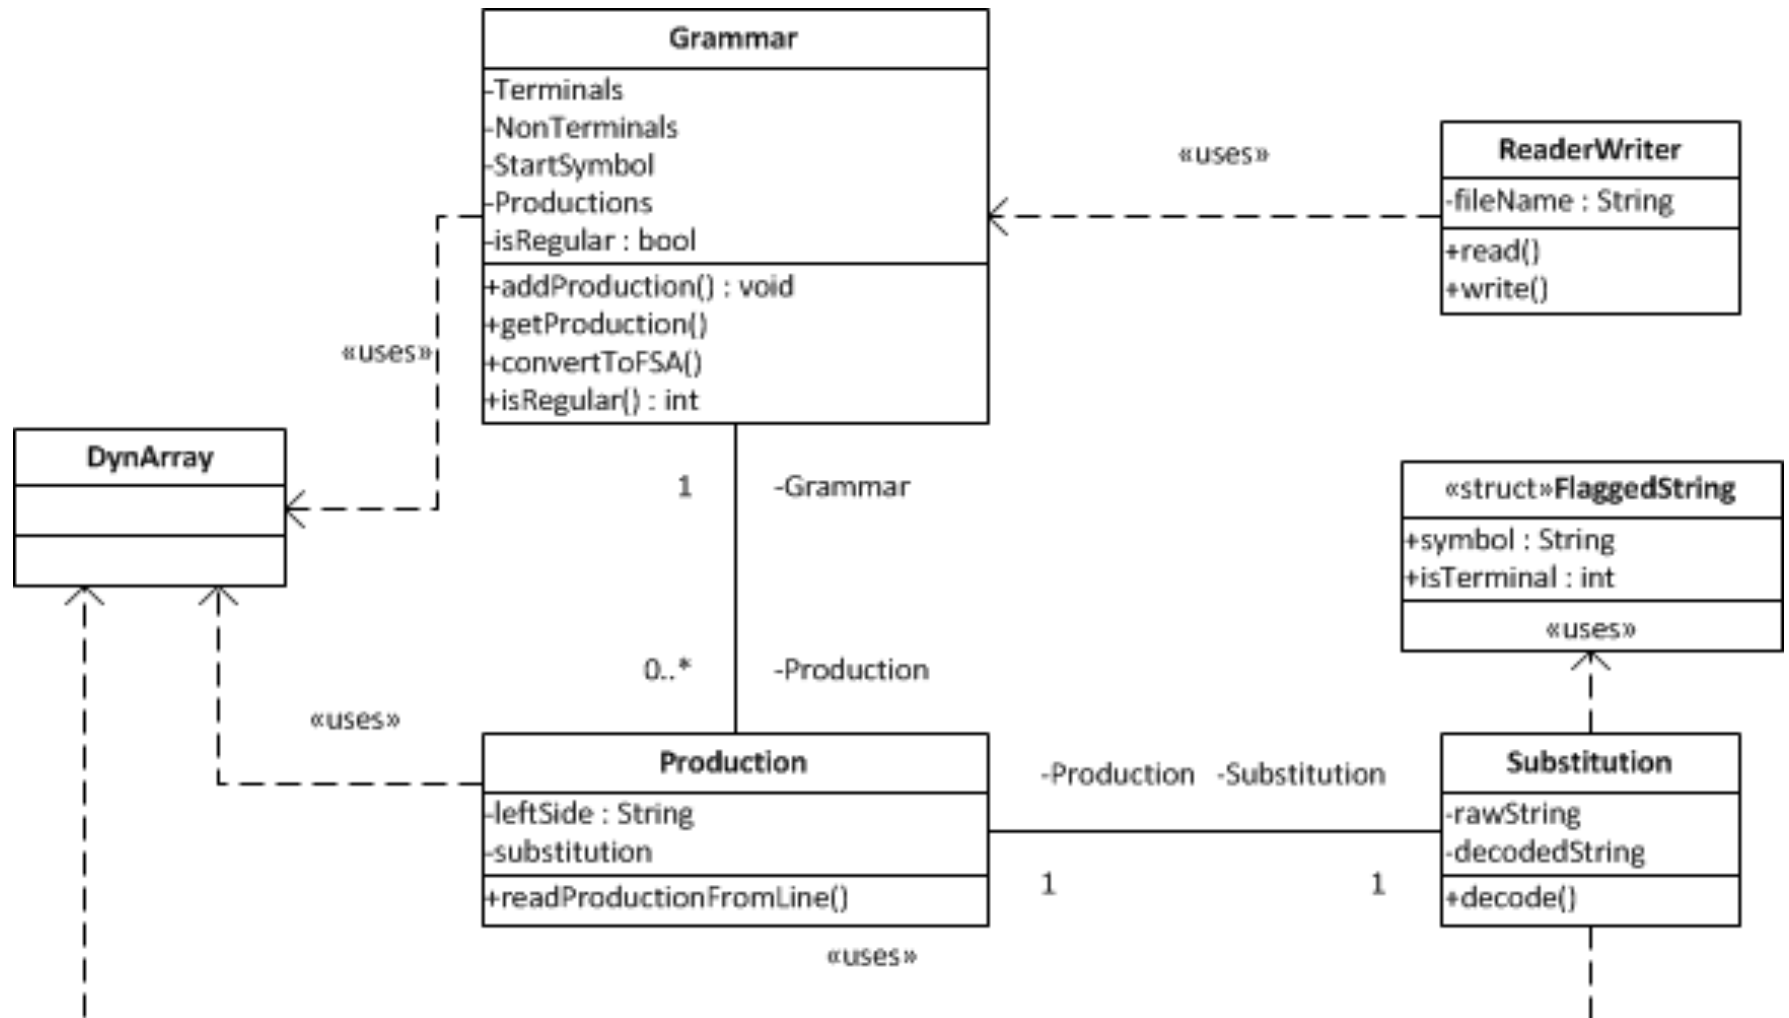 Grammar
-Terminals
-NonTerminals
-StartSymbol
-Productions
-isRegular : bool
+addProduction() : void
+getProduction()
+convertToFSA()
+isRegular() : int
«uses»
ReaderWriter
-fileName : String
+read()
+write()
«uses»
DynArray
1
-Grammar
«struct»FlaggedString
+symbol : String
+isTerminal : int
«uses»
0..*
-Production
«uses»
Production
-leftSide : String
-substitution
+readProductionFromLine()
-Production
-Substitution
1
1
Substitution
-rawString
-decodedString
+decode()
«uses»